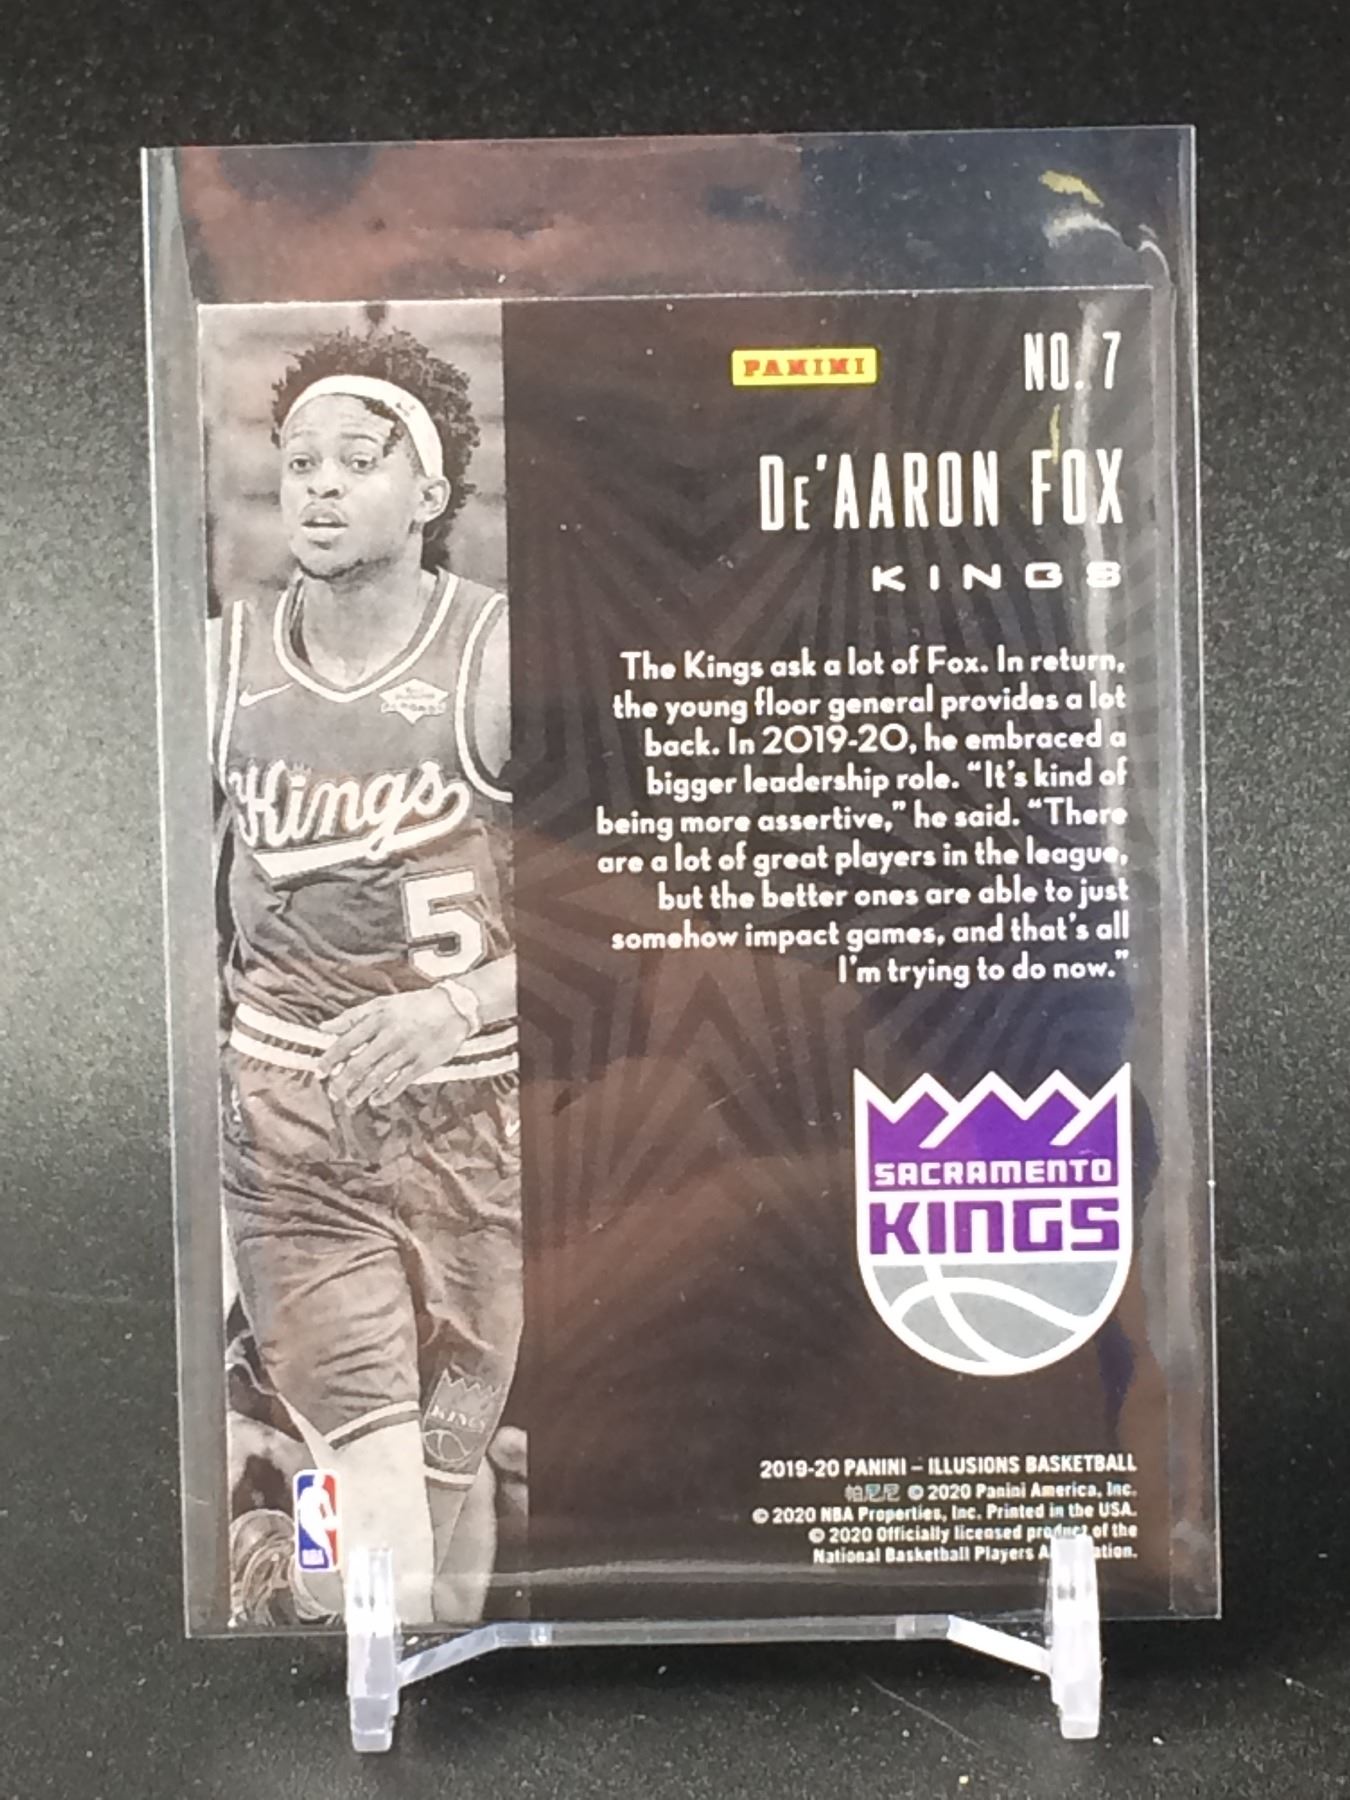 PANINI
NO. 7
DE'AARON FOX
KINGS
The Kings ask a lot of Fox. In return,
the young floor general provides a lot
back. In 2019-20, he embraced a
bigger leadership role. “It's kind of
being more assertive,” he said. “There
are a lot of great players in the league,
but the better ones are able to just
somehow impact games, and that's all
I'm trying to do now.”
Kings
5
SACRAMENTO
KINGS
KINGS
NBA
2019-20 PANINI – ILLUSIONS BASKETBALL
帕尼尼 © 2020 Panini America, Inc.
© 2020 NBA Properties, Inc. Printed in the USA.
© 2020 Officially licensed product of the
National Basketball Players